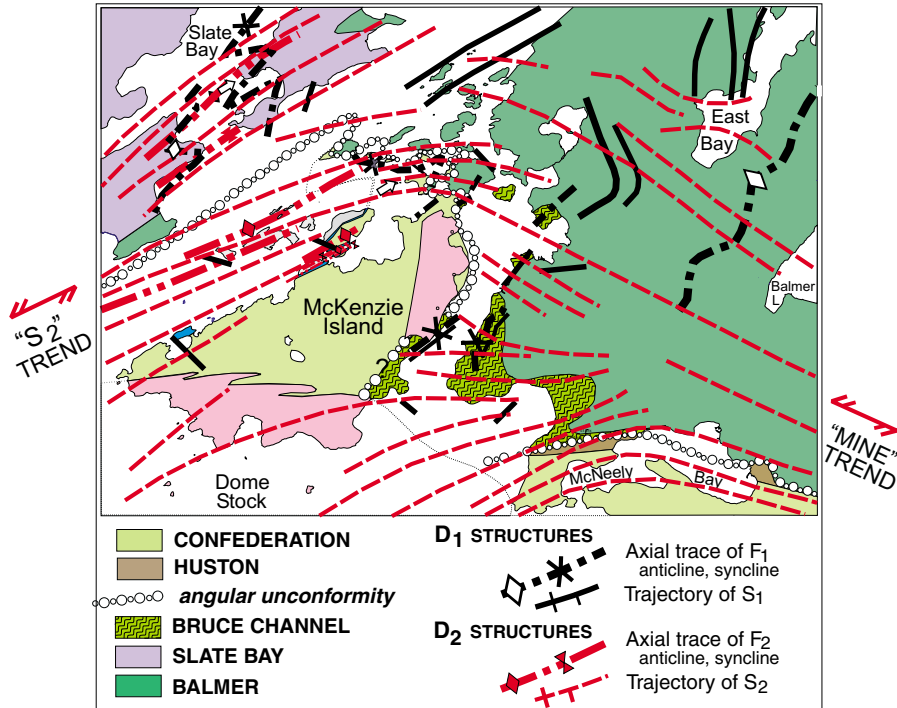 Slate
Bay
East
Bay
Balmer
L.
McKenzie
Island
"S2"
TREND
?
"MINE"
TREND
McNeely Bay
Dome
Stock
CONFEDERATION
HUSTON
angular unconformity
BRUCE CHANNEL
SLATE BAY
BALMER
D1 STRUCTURES
Axial trace of F1
anticline, syncline
Trajectory of S1
D2 STRUCTURES
Axial trace of F2
anticline, syncline
Trajectory of S2